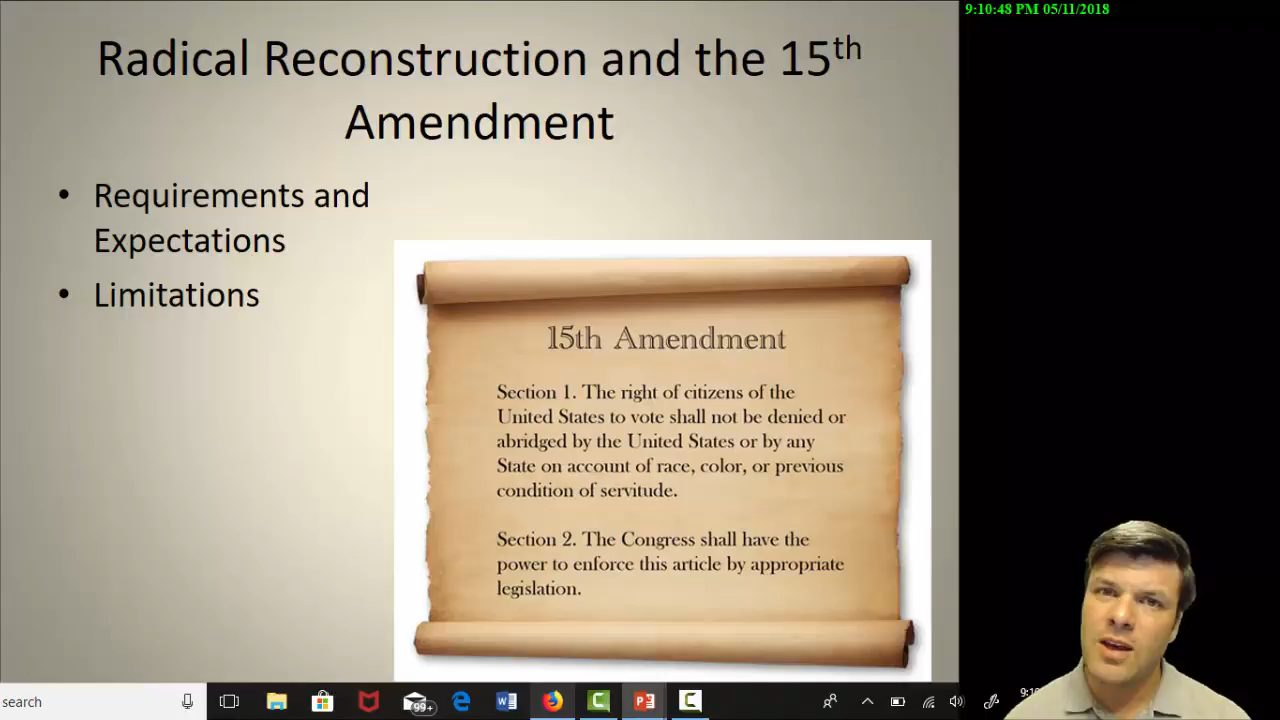 9:10:48 PM 05/11/2018
Radical Reconstruction and the 15th
Amendment
• Requirements and
Expectations
• Limitations
15th Amendment
Section 1. The right of citizens of the
United States to vote shall not be denied or
abridged by the United States or by any
State on account of race, color, or previous
condition of servitude.
Section 2. The Congress shall have the
power to enforce this article by appropriate
legislation.
search
99+